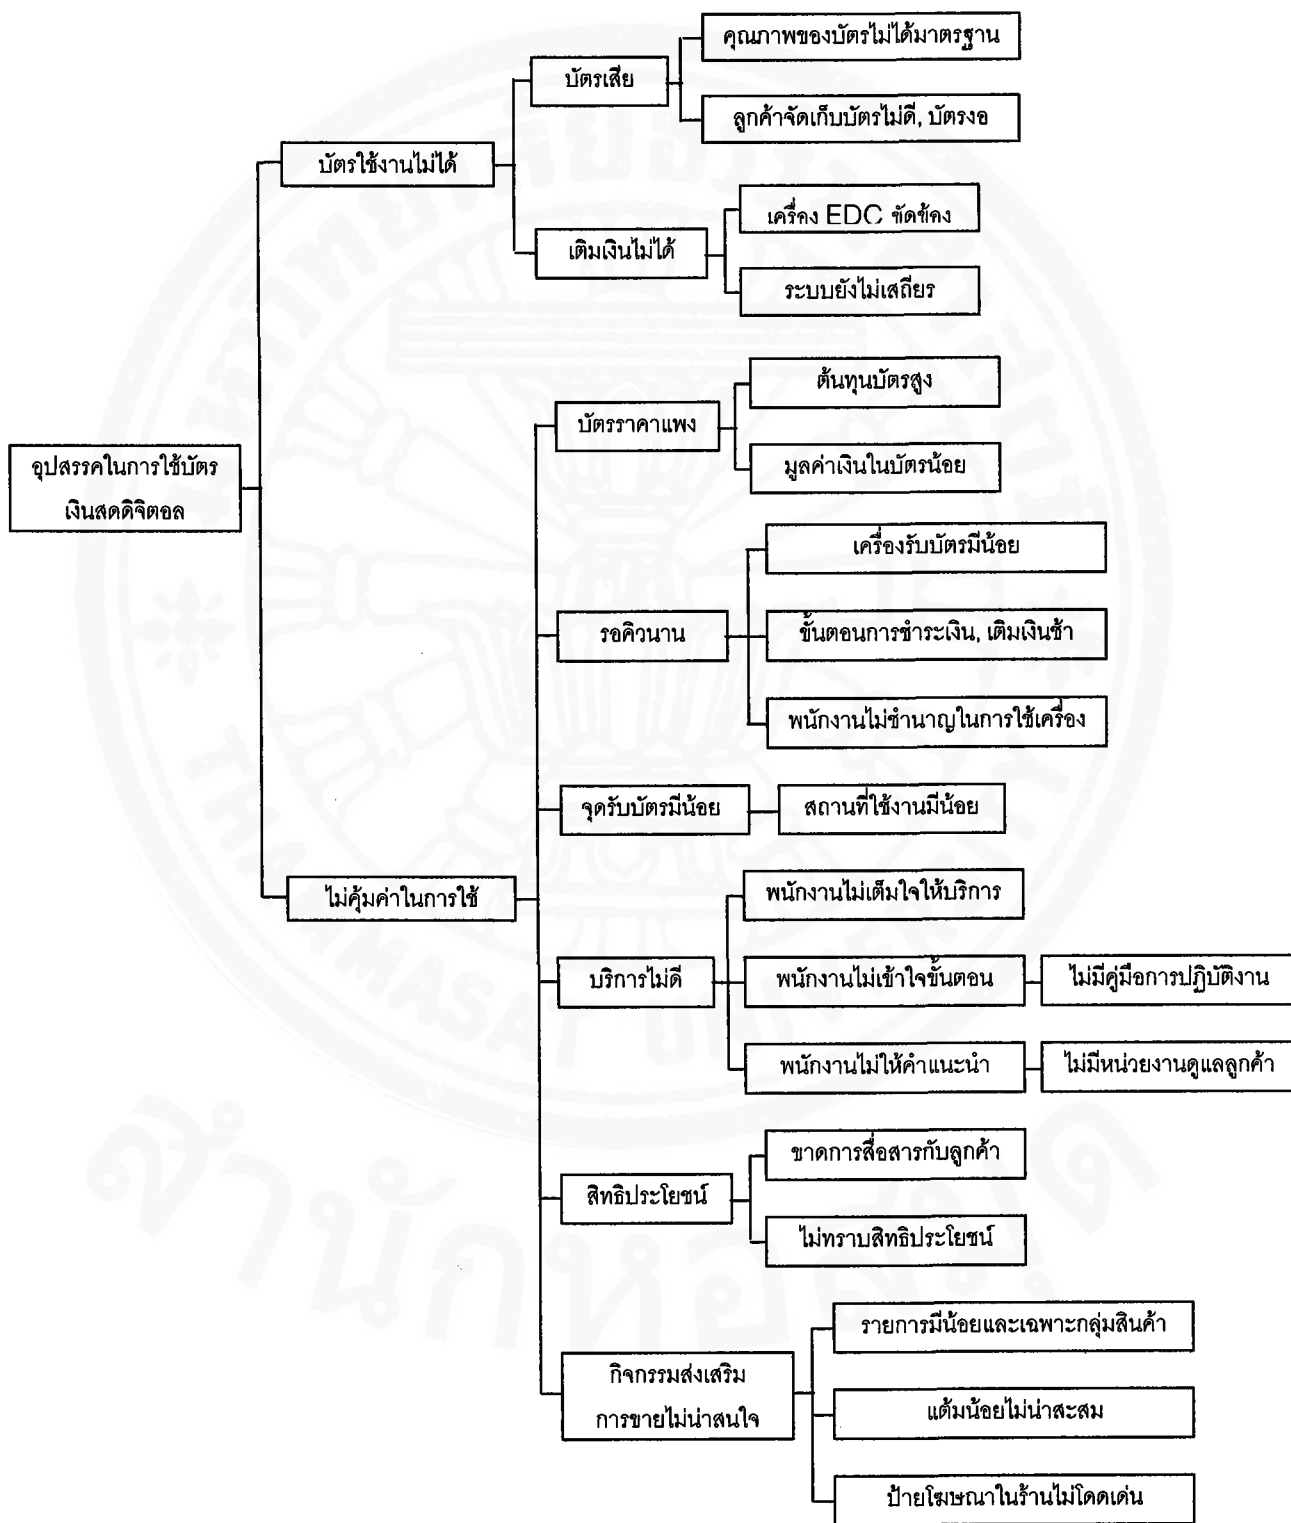 คุณภาพของบัตรไม่ได้มาตรฐาน
บัตรเสีย
ลูกค้าจัดเก็บบัตรไม่ดี, บัตรงอ
บัตรใช้งานไม่ได้
เครื่อง EDC ขัดข้อง
เติมเงินไม่ได้
ระบบยังไม่เสถียร
ต้นทุนบัตรสูง
บัตรราคาแพง
มูลค่าเงินในบัตรน้อย
อุปสรรคในการใช้บัตร
เงินสดดิจิตอล
เครื่องรับบัตรมีน้อย
รอคิวนาน
ขั้นตอนการชำระเงิน, เติมเงินช้า
พนักงานไม่ชำนาญในการใช้เครื่อง
จุดรับบัตรมีน้อย
สถานที่ใช้งานมีน้อย
ไม่คุ้มค่าในการใช้
พนักงานไม่เต็มใจให้บริการ
บริการไม่ดี
พนักงานไม่เข้าใจขั้นตอน
ไม่มีคู่มือการปฏิบัติงาน
พนักงานไม่ให้คำแนะนำ
ไม่มีหน่วยงานดูแลลูกค้า
ขาดการสื่อสารกับลูกค้า
สิทธิประโยชน์
ไม่ทราบสิทธิประโยชน์
รายการมีน้อยและเฉพาะกลุ่มสินค้า
กิจกรรมส่งเสริม
การขายไม่น่าสนใจ
แต้มน้อยไม่น่าสะสม
ป้ายโฆษณาในร้านไม่โดดเด่น
THAMMASAT UNIVERSITY
สำนักหอสมุด